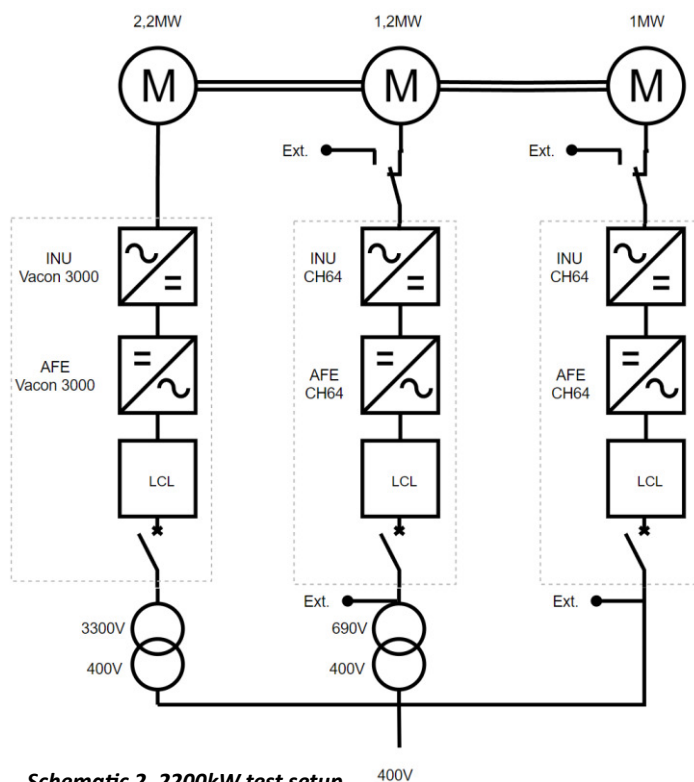 2,2MW
1,2MW
1MW
M
M
M
Ext.
Ext.
INU
Vacon 3000
INU
CH64
INU
CH64
AFE
Vacon 3000
AFE
CH64
AFE
CH64
LCL
LCL
LCL
Ext.
Ext.
3300V
690V
400V
400V
Schematic 2. 2200kW test setup
400V